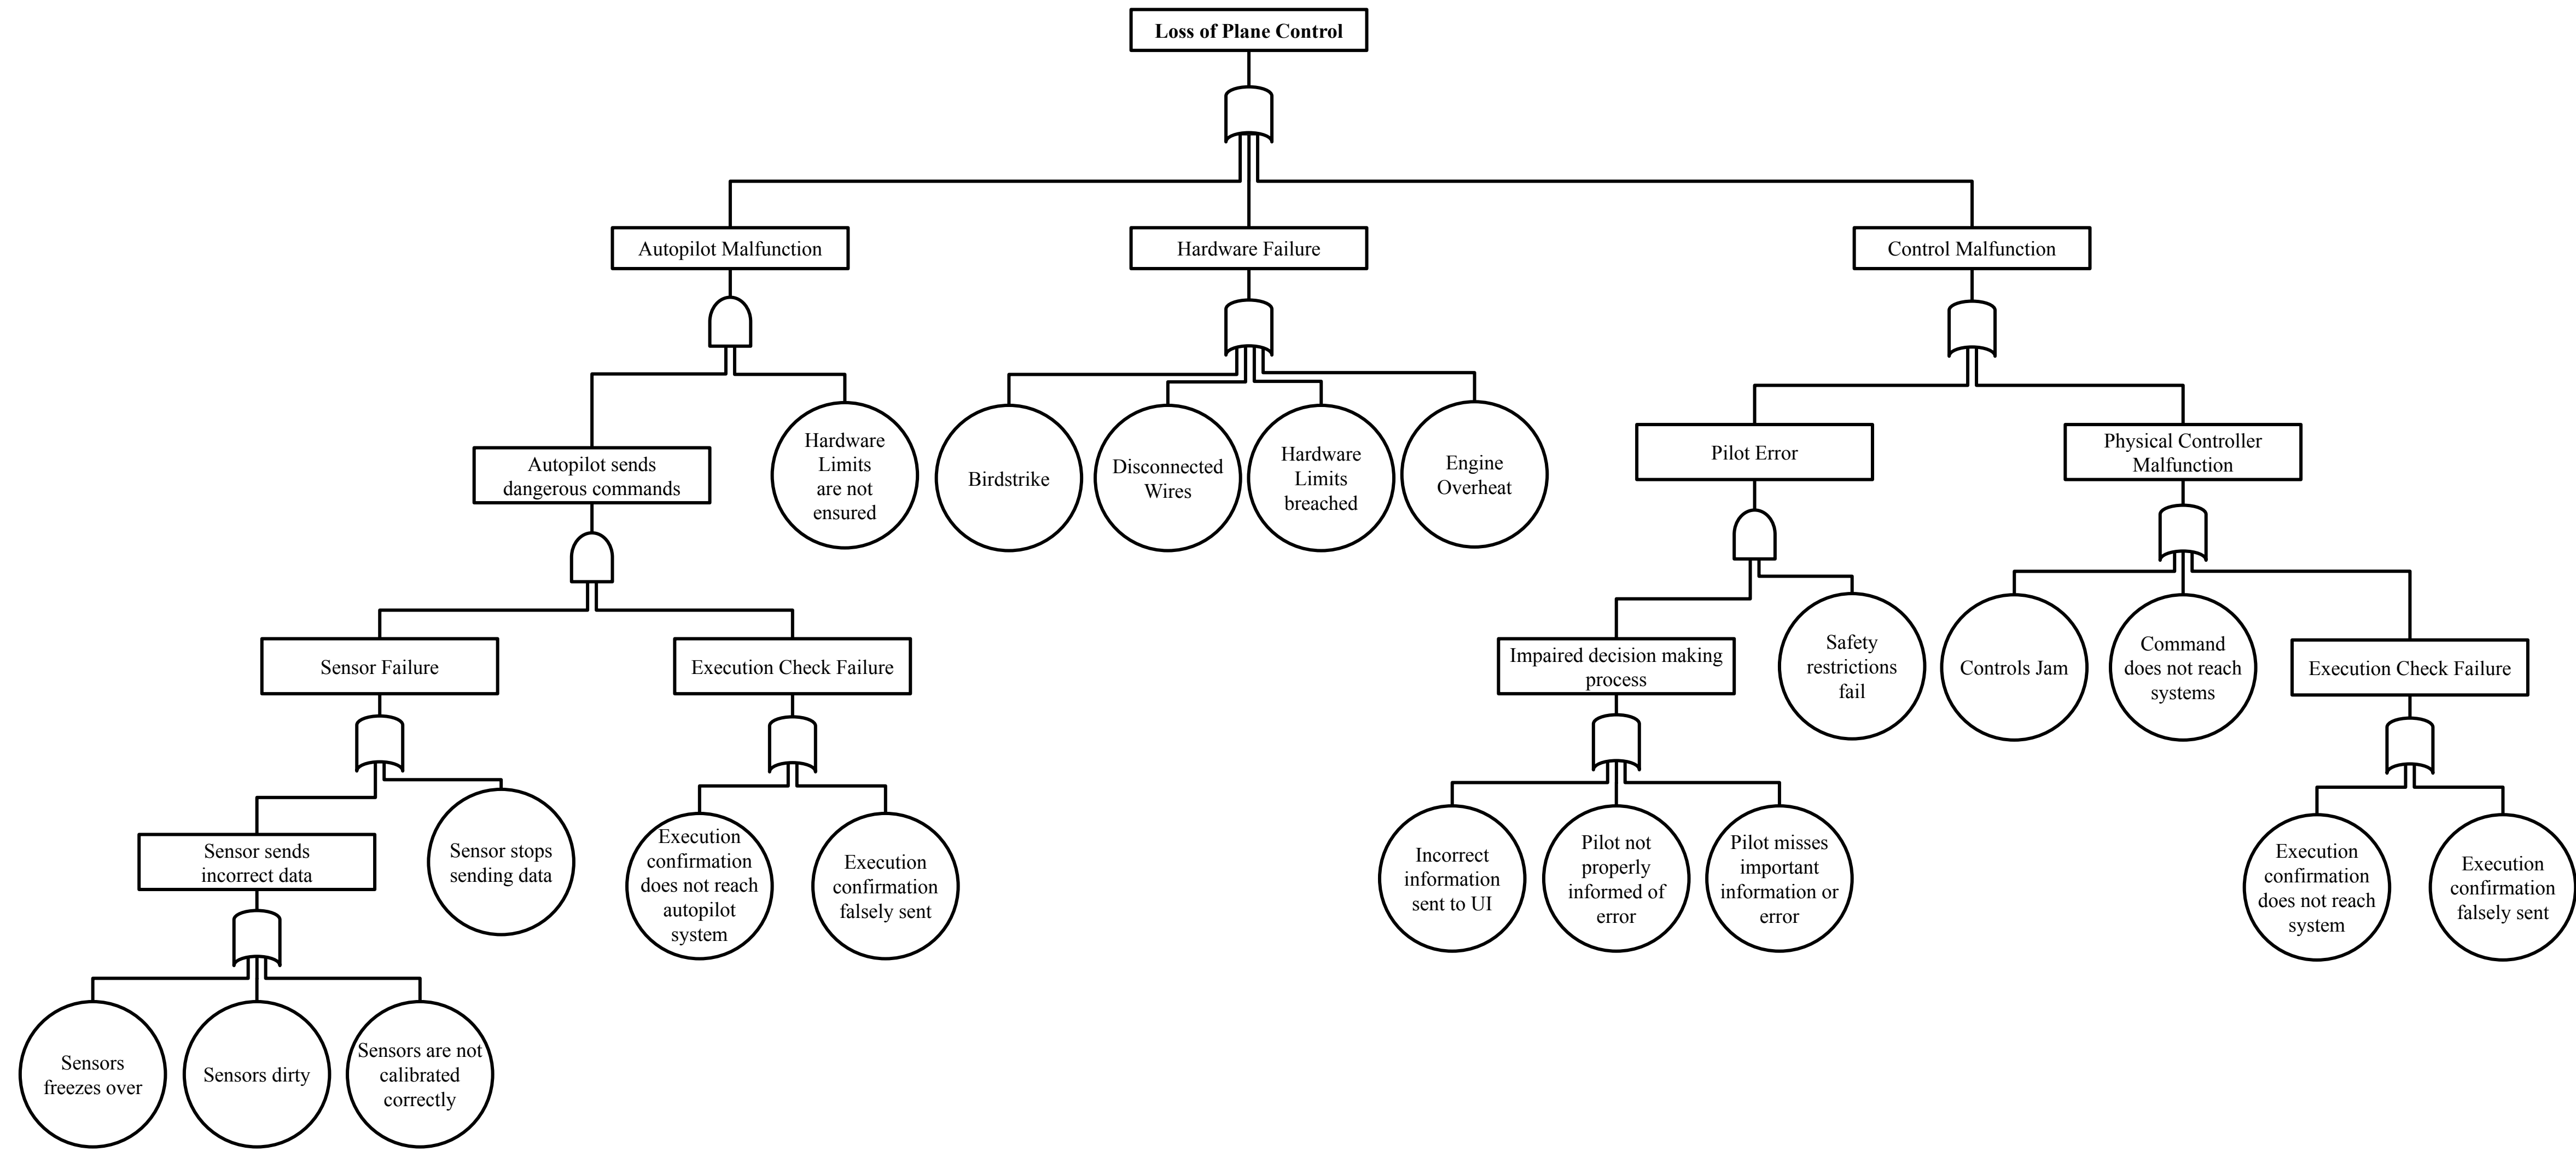 Loss of Plane Control
Autopilot Malfunction
Hardware Failure
Control Malfunction
Autopilot sends
dangerous commands
Hardware
Limits
are not
ensured
Birdstrike
Disconnected
Wires
Hardware
Limits
breached
Engine
Overheat
Pilot Error
Physical Controller
Malfunction
Sensor Failure
Execution Check Failure
Impaired decision making
process
Safety
restrictions
fail
Controls Jam
Command
does not reach
systems
Execution Check Failure
Sensor sends
incorrect data
Sensor stops
sending data
Execution
confirmation
does not reach
autopilot
system
Execution
confirmation
falsely sent
Incorrect
information
sent to UI
Pilot not
properly
informed of
error
Pilot misses
important
information or
error
Execution
confirmation
does not reach
system
Execution
confirmation
falsely sent
Sensors
freezes over
Sensors dirty
Sensors are not
calibrated
correctly